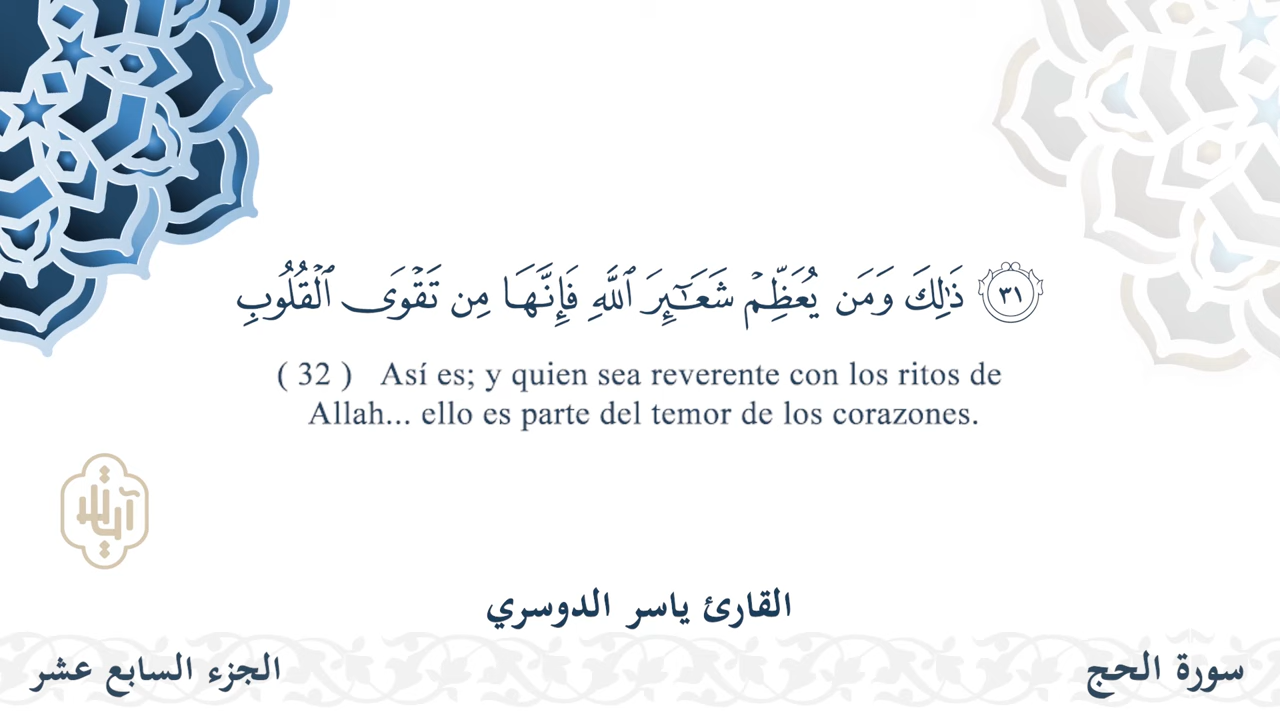 ٣١ ذَٰلِكَ وَمَن يُعَظِّمۡ شَعَٰٓئِرَ ٱللَّهِ فَإِنَّهَا مِن تَقۡوَى ٱلۡقُلُوبِ
( 32 ) Así es; y quien sea reverente con los ritos de
Allah... ello es parte del temor de los corazones.
آيات
القارئ ياسر الدوسري
سورة الحج
الجزء السابع عشر